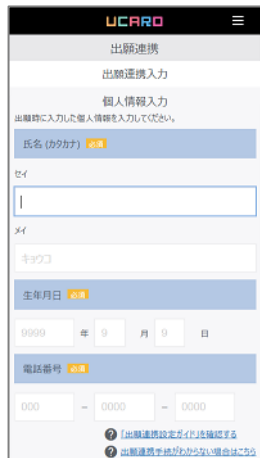 UCARO
出願連携
出願連携入力
個人情報入力
出願時に入力した個人情報を入力してください。
氏名 (カタカナ) 必須
セイ
メイ
キョウコ
生年月日 必須
9999 年 9 月 9 日
電話番号 必須
000 - 0000 - 0000
? 「出願連携設定ガイド」を確認する
? 出願連携手続がわからない場合はこちら